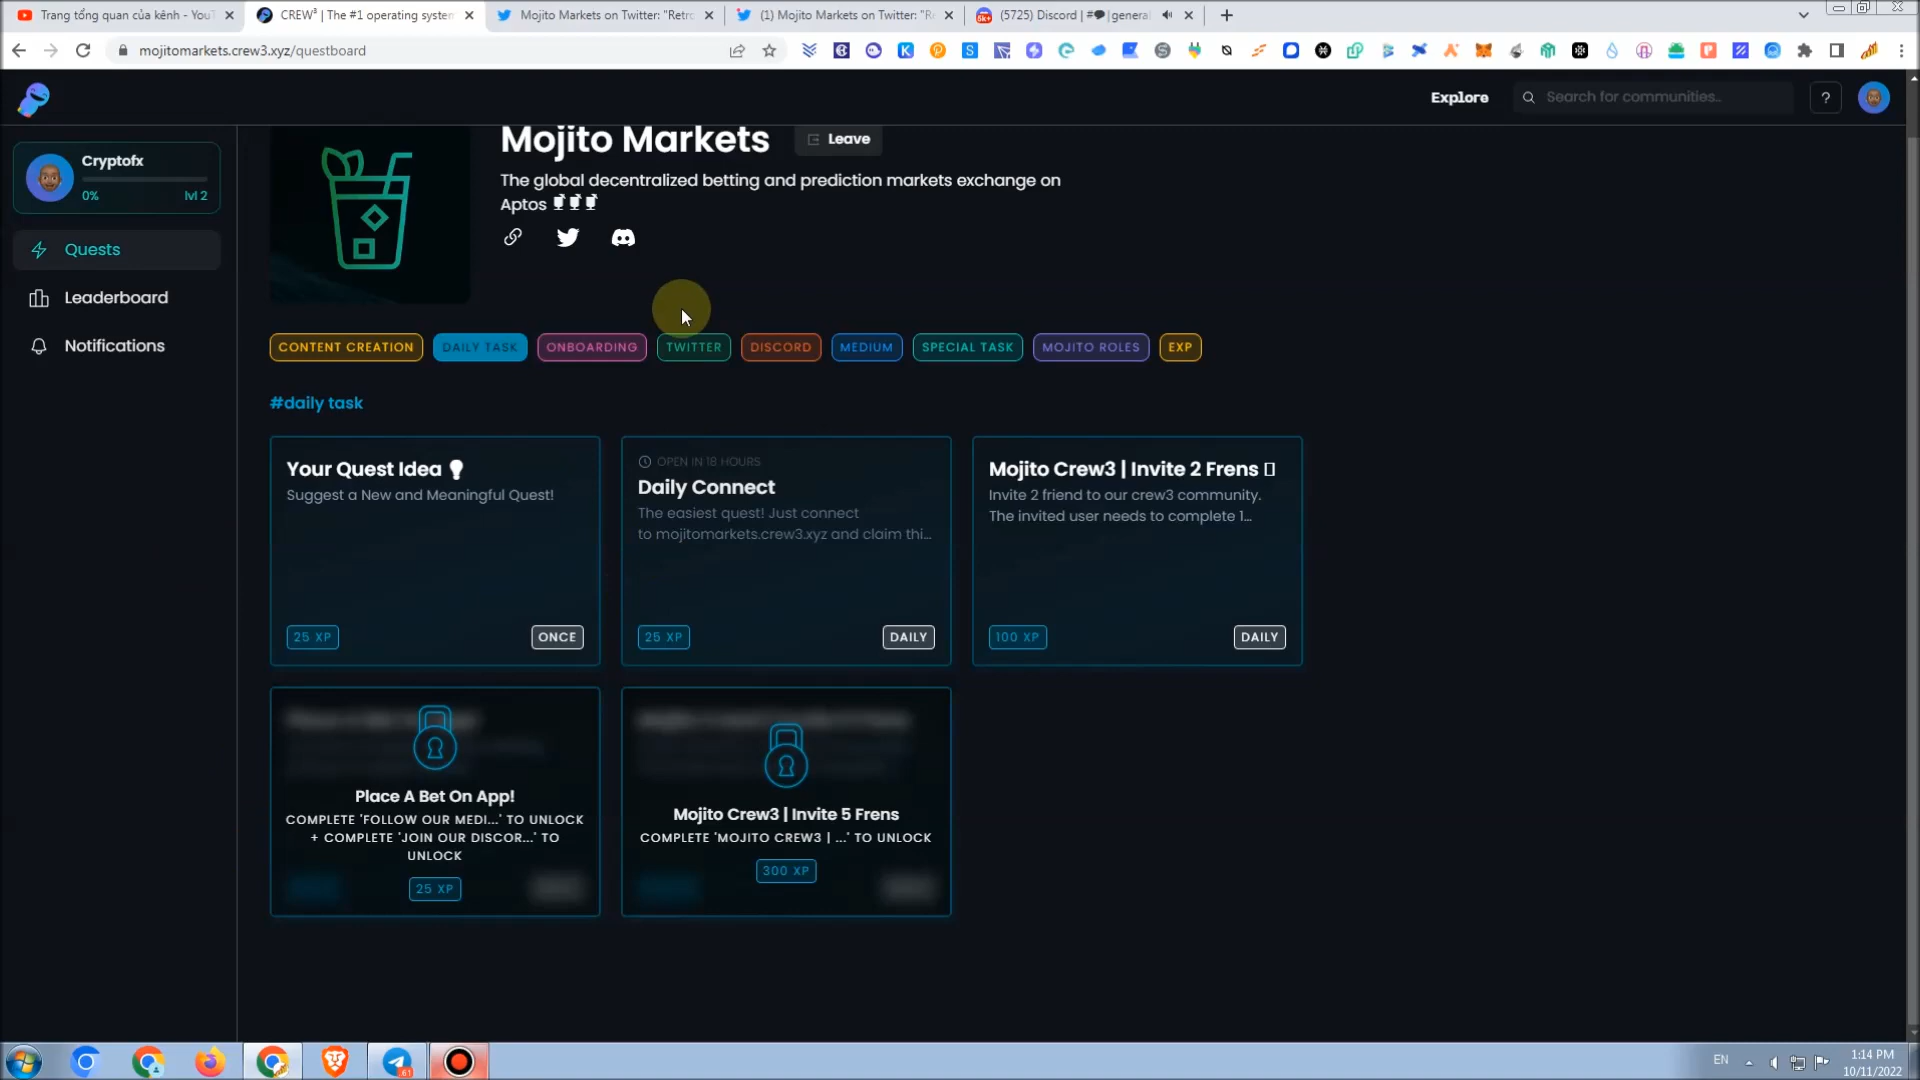 Trang tổng quan của kênh - YouT
CREW³ | The #1 operating system
Mojito Markets on Twitter: "Retro
(1) Mojito Markets on Twitter: "Re
(5725) Discord | #💬|general
mojitomarkets.crew3.xyz/questboard
Explore
Search for communities..
?
Cryptofx
0%
lvl 2
Quests
Leaderboard
Notifications
Mojito Markets
Leave
The global decentralized betting and prediction markets exchange on
Aptos 🍹🍹🍹
CONTENT CREATION
DAILY TASK
ONBOARDING
TWITTER
DISCORD
MEDIUM
SPECIAL TASK
MOJITO ROLES
EXP
#daily task
Your Quest Idea 💡
Suggest a New and Meaningful Quest!
25 XP
ONCE
OPEN IN 18 HOURS
Daily Connect
The easiest quest! Just connect
to mojitomarkets.crew3.xyz and claim thi...
25 XP
DAILY
Mojito Crew3 | Invite 2 Frens
Invite 2 friend to our crew3 community.
The invited user needs to complete 1...
100 XP
DAILY
Place A Bet On App!
COMPLETE 'FOLLOW OUR MEDI...' TO UNLOCK
+ COMPLETE 'JOIN OUR DISCOR...' TO
UNLOCK
25 XP
Mojito Crew3 | Invite 5 Frens
COMPLETE 'MOJITO CREW3 | ...' TO UNLOCK
300 XP
EN
1:14 PM
10/11/2022